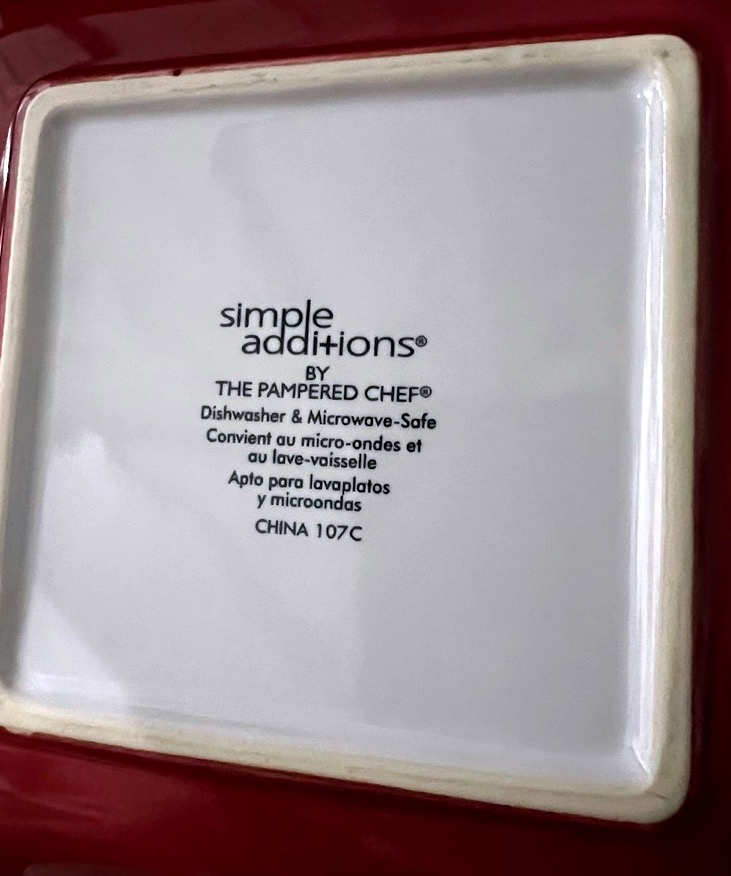 simple
additions®
BY
THE PAMPERED CHEF®
Dishwasher & Microwave-Safe
Convient au micro-ondes et
au lave-vaisselle
Apto para lavaplatos
y microondas
CHINA 107C